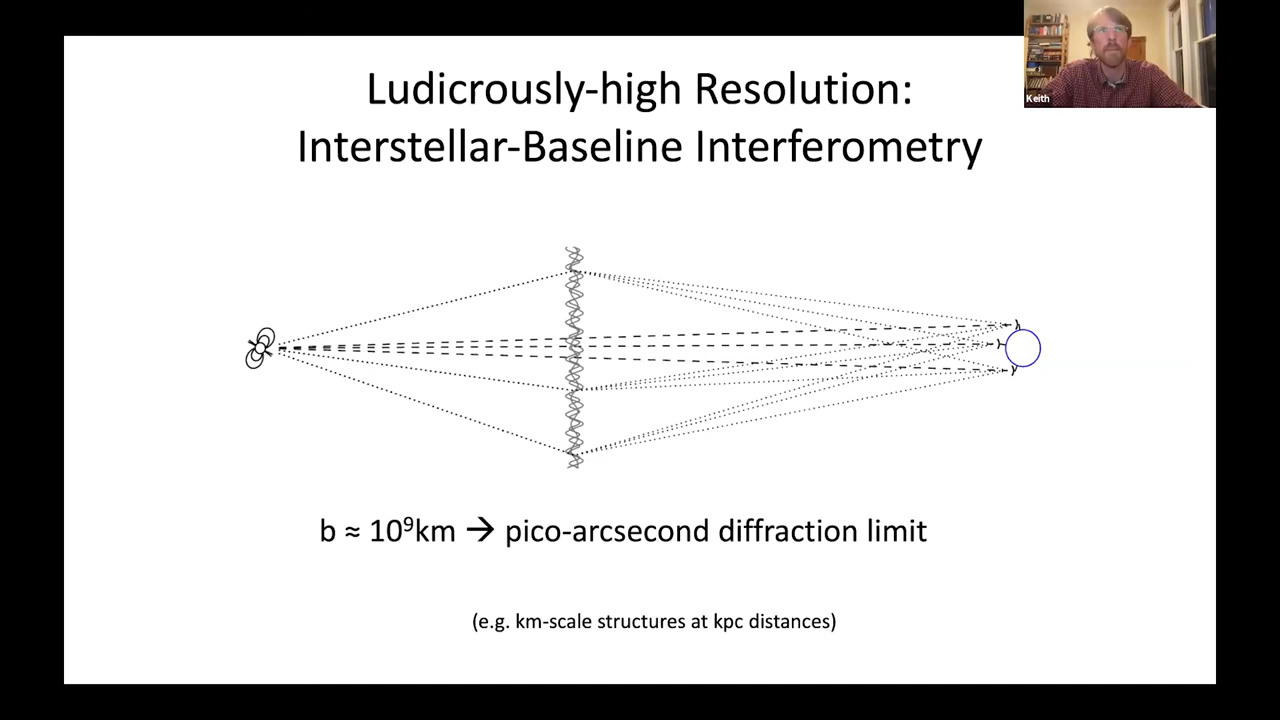 Ludicrously-high Resolution:
Interstellar-Baseline Interferometry
Keith
b ≈ 10⁹km → pico-arcsecond diffraction limit
(e.g. km-scale structures at kpc distances)